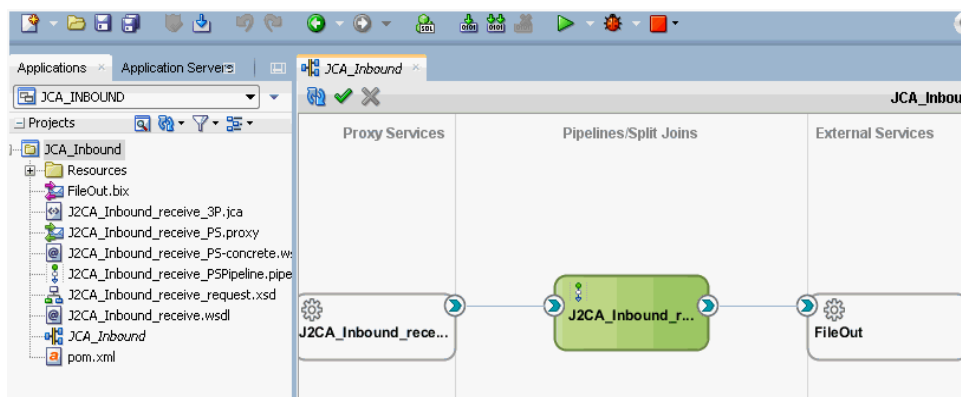 Applications
Application Servers
JCA_Inbound
JCA_INBOUND
JCA_Inbou
Projects
JCA_Inbound
Resources
FileOut.bix
J2CA_Inbound_receive_3P.jca
J2CA_Inbound_receive_PS.proxy
J2CA_Inbound_receive_PS-concrete.ws
J2CA_Inbound_receive_PSPipeline.pipe
J2CA_Inbound_receive_request.xsd
J2CA_Inbound_receive.wsdl
JCA_Inbound
pom.xml
Proxy Services
Pipelines/Split Joins
External Services
J2CA_Inbound_rece...
J2CA_Inbound_r...
FileOut